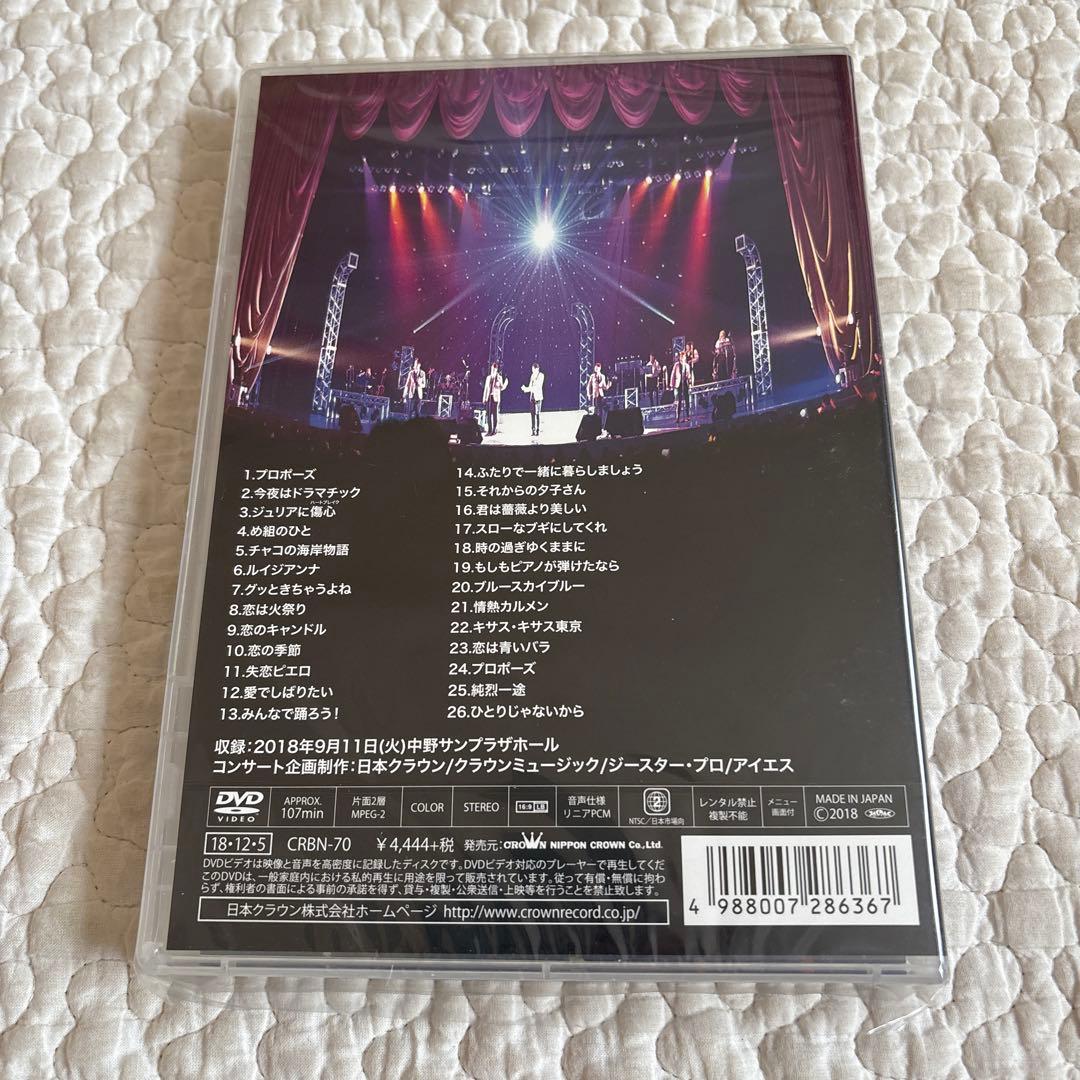 1.プロポーズ
2.今夜はドラマチック
ハートブレイク
3.ジュリアに傷心
4.め組のひと
5.チャコの海岸物語
6.ルイジアンナ
7.グッときちゃうよね
8.恋は火祭り
9.恋のキャンドル
10.恋の季節
11.失恋ピエロ
12.愛でしばりたい
13.みんなで踊ろう!
14.ふたりで一緒に暮らしましょう
15.それからの夕子さん
16.君は薔薇より美しい
17.スローなブギにしてくれ
18.時の過ぎゆくままに
19.もしもピアノが弾けたなら
20.ブルースカイブルー
21.情熱カルメン
22.キサス・キサス東京
23.恋は青いバラ
24.プロポーズ
25.純烈一途
26.ひとりじゃないから
収録:2018年9月11日(火)中野サンプラザホール
コンサート企画制作:日本クラウン/クラウンミュージック/ジースター・プロ/アイエス
DVD VIDEO
APPROX. 107min
片面2層 MPEG-2
COLOR
STEREO
16:9 LB
音声仕様 リニアPCM
2 NTSC/日本市場向
レンタル禁止 複製不能
メニュー画面付
MADE IN JAPAN Ⓒ2018
18・12・5 CRBN-70 ¥4,444+税 発売元: CROWN NIPPON CROWN Co.,Ltd.
DVDビデオは映像と音声を高密度に記録したディスクです。DVDビデオ対応のプレーヤーで再生してくだ
このDVDは、一般家庭内における私的再生に用途を限って販売されています。従って有償・無償に拘わ
らず、権利者の書面による事前の承諾を得ず、貸与・複製・公衆送信・上映等を行うことを禁止致します。
日本クラウン株式会社ホームページ http://www.crownrecord.co.jp/
4 988007 286367